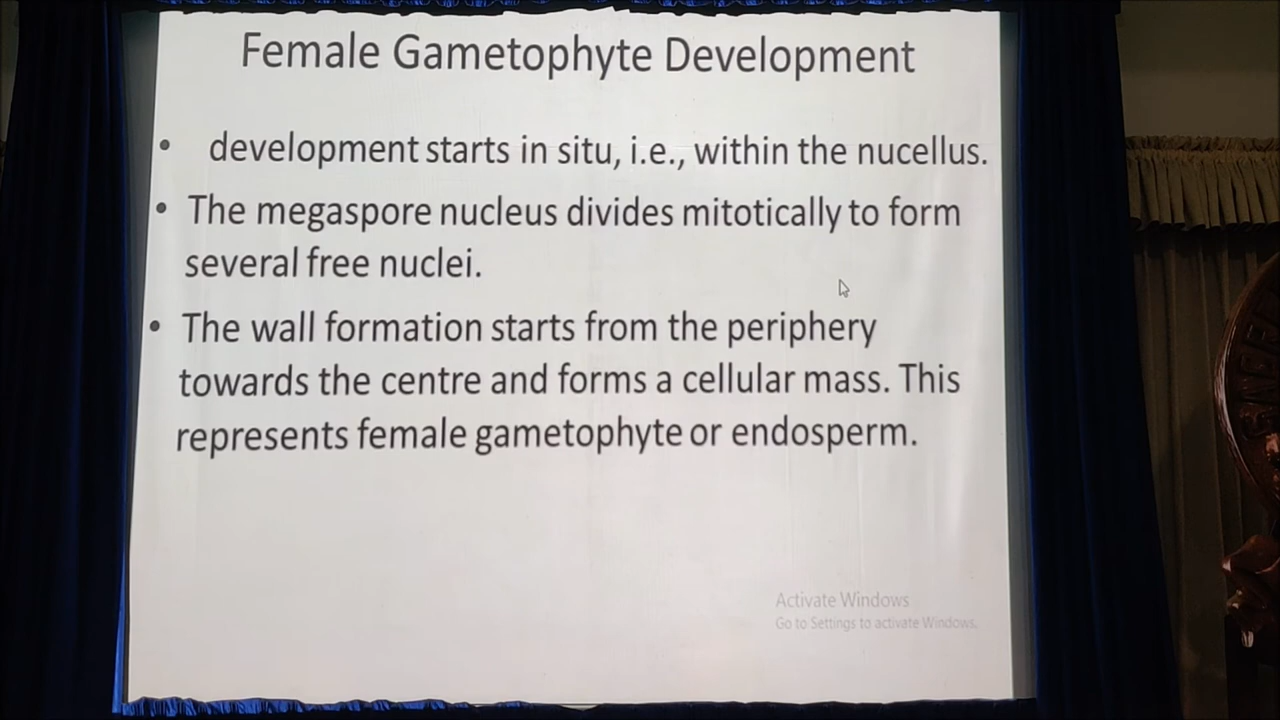 Female Gametophyte Development
• development starts in situ, i.e., within the nucellus.
• The megaspore nucleus divides mitotically to form
several free nuclei.
• The wall formation starts from the periphery
towards the centre and forms a cellular mass. This
represents female gametophyte or endosperm.
Activate Windows
Go to Settings to activate Windows.